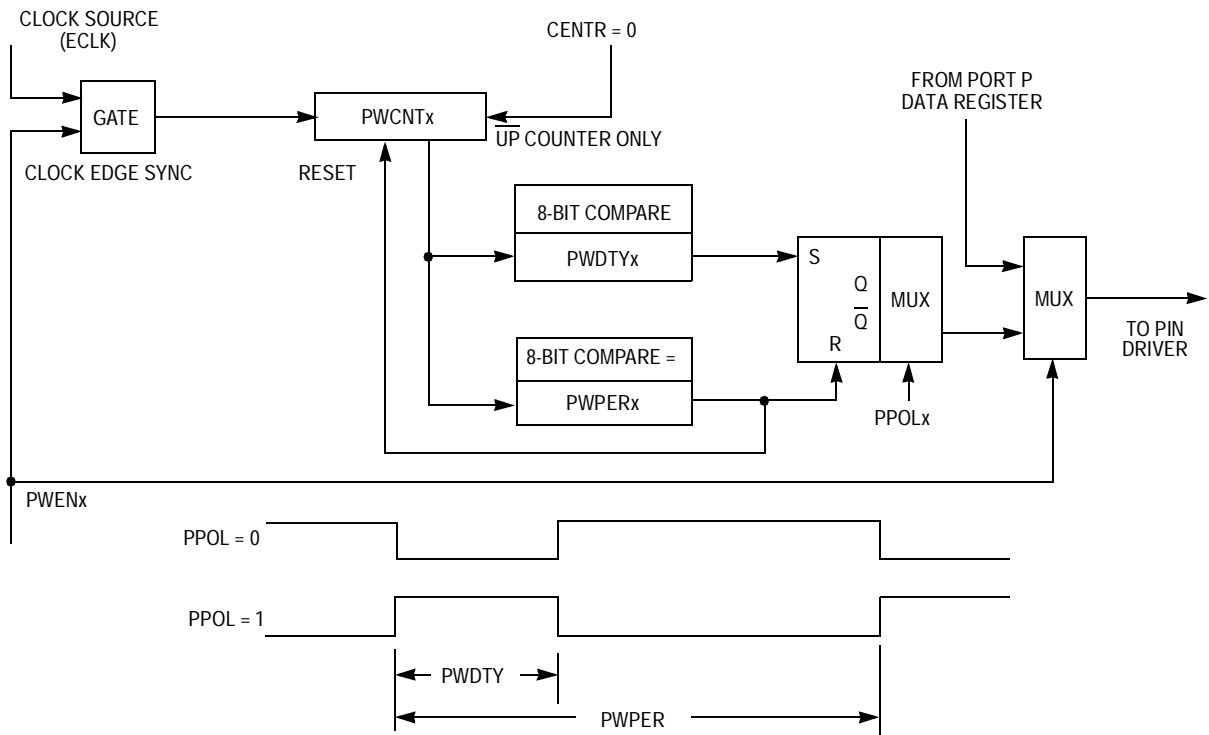 CLOCK SOURCE
(ECLK)
CENTR = 0
FROM PORT P
DATA REGISTER
GATE
PWCNTx
U̅P̅ COUNTER ONLY
CLOCK EDGE SYNC
RESET
8-BIT COMPARE
PWDTYx
S
Q
Q̅
R
MUX
MUX
TO PIN
DRIVER
8-BIT COMPARE =
PWPERx
PPOLx
PWENx
PPOL = 0
PPOL = 1
PWDTY
PWPER